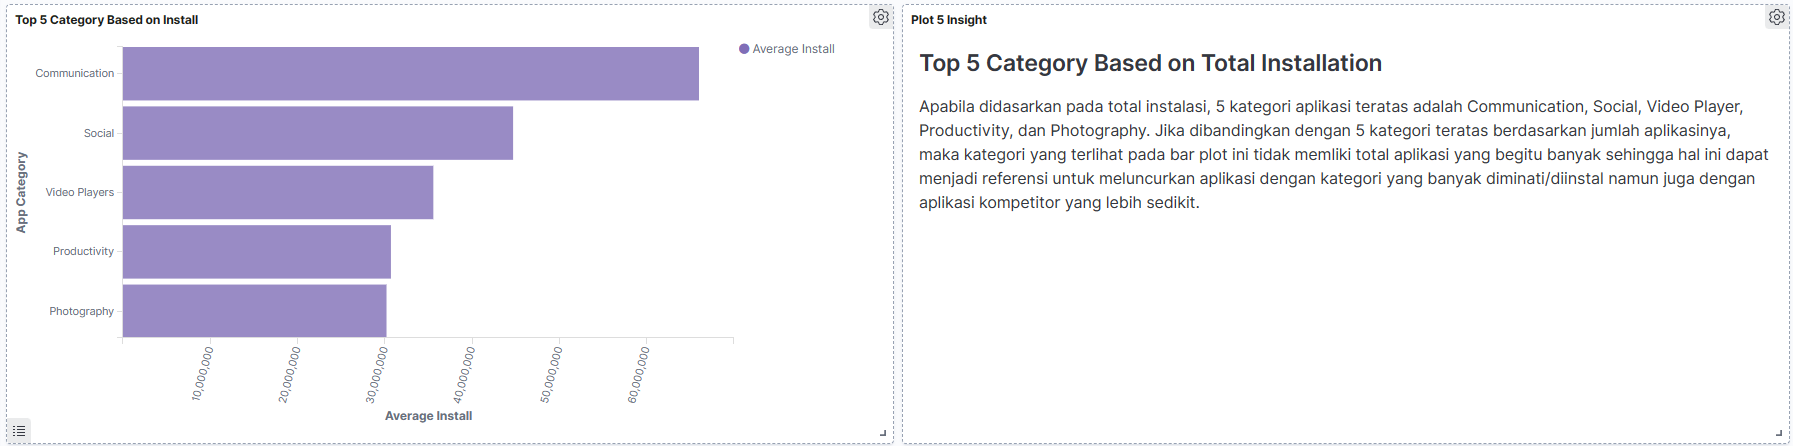 Top 5 Category Based on Install
Average Install
App Category
Communication
Social
Video Players
Productivity
Photography
10,000,000
20,000,000
30,000,000
40,000,000
50,000,000
60,000,000
Average Install
Plot 5 Insight
Top 5 Category Based on Total Installation
Apabila didasarkan pada total instalasi, 5 kategori aplikasi teratas adalah Communication, Social, Video Player,
Productivity, dan Photography. Jika dibandingkan dengan 5 kategori teratas berdasarkan jumlah aplikasinya,
maka kategori yang terlihat pada bar plot ini tidak memliki total aplikasi yang begitu banyak sehingga hal ini dapat
menjadi referensi untuk meluncurkan aplikasi dengan kategori yang banyak diminati/diinstal namun juga dengan
aplikasi kompetitor yang lebih sedikit.